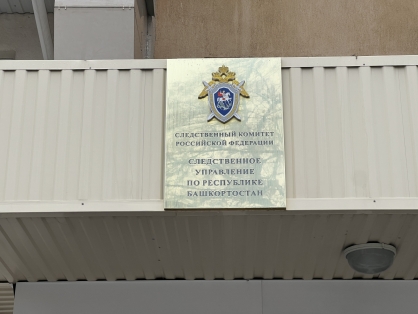 СЛЕДСТВЕННЫЙ КОМИТЕТ
РОССИЙСКОЙ ФЕДЕРАЦИИ
СЛЕДСТВЕННОЕ
УПРАВЛЕНИЕ
ПО РЕСПУБЛИКЕ
БАШКОРТОСТАН